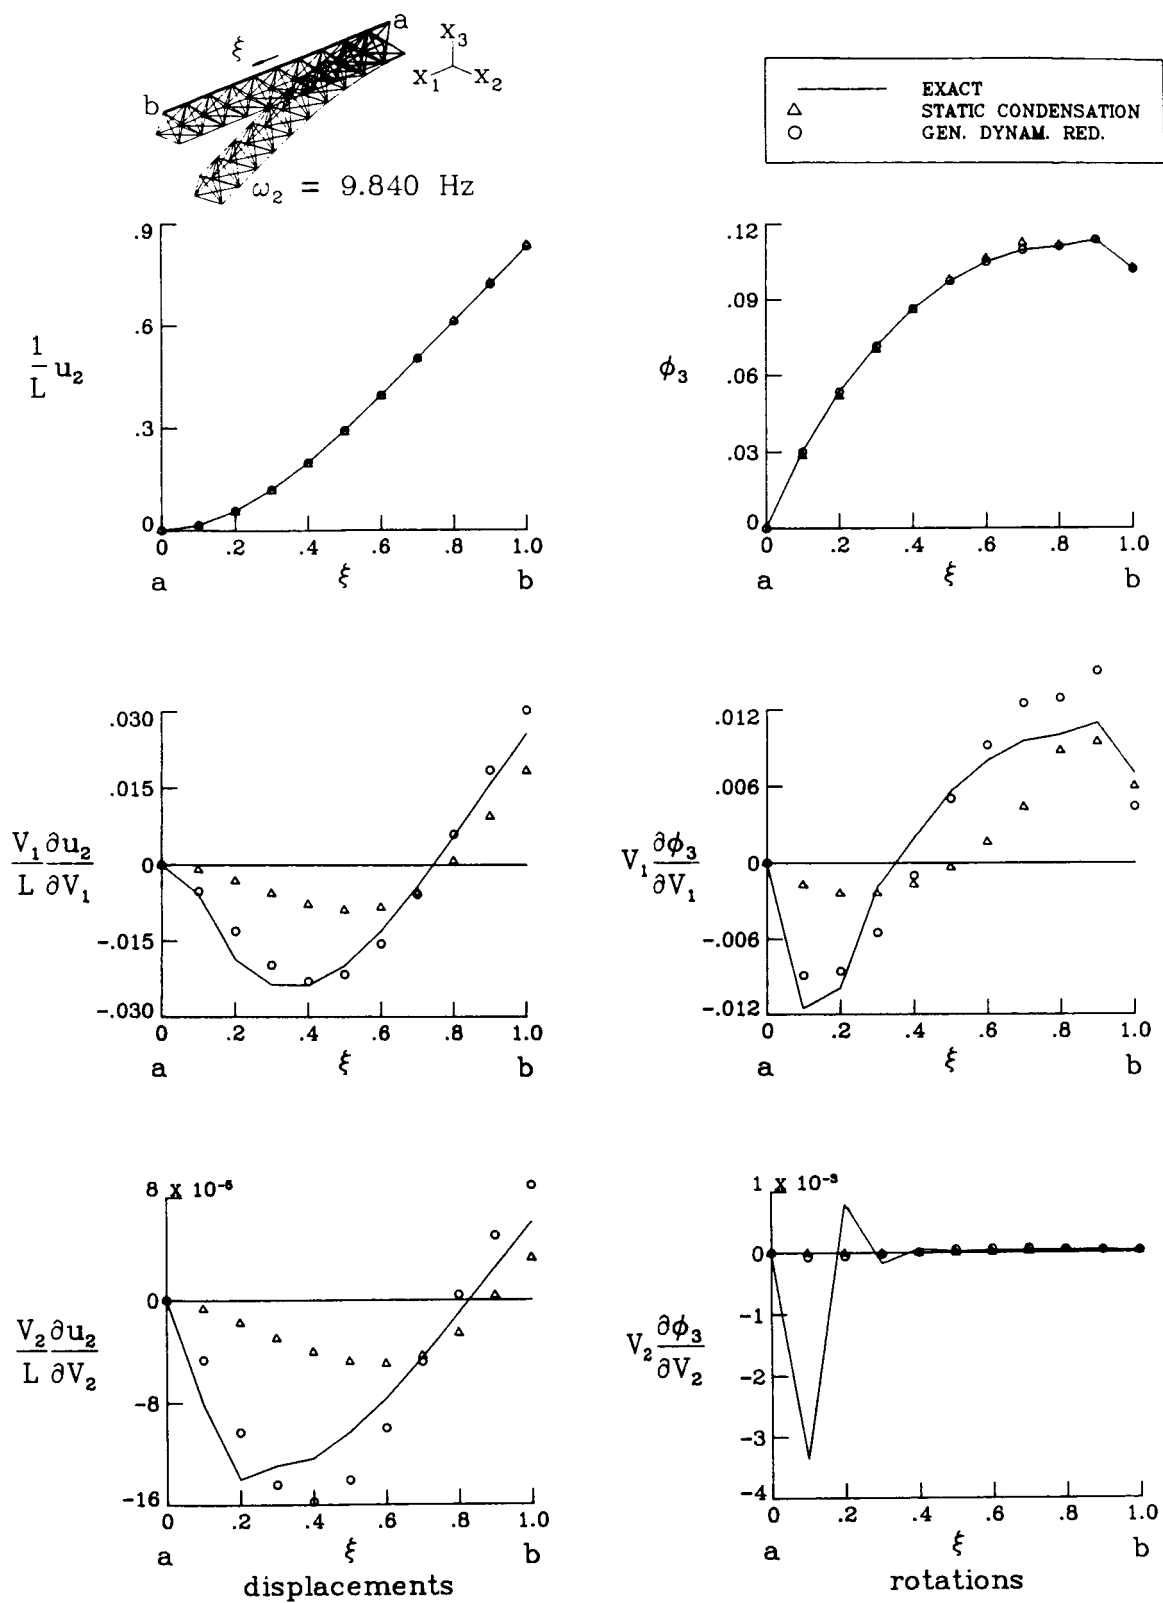 a
ξ
X3
X1 X2
b
ω2 = 9.840 Hz
EXACT
STATIC CONDENSATION
GEN. DYNAM. RED.
.9
.6
.3
0
1/L u2
0 .2 .4 .6 .8 1.0
a ξ b
.12
.09
.06
.03
0
ϕ3
0 .2 .4 .6 .8 1.0
a ξ b
.030
.015
0
-.015
-.030
V1/L ∂u2/∂V1
0 .2 .4 .6 .8 1.0
a ξ b
.012
.006
0
-.006
-.012
V1 ∂ϕ3/∂V1
0 .2 .4 .6 .8 1.0
a ξ b
8 X 10-5
0
-8
-16
V2/L ∂u2/∂V2
0 .2 .4 .6 .8 1.0
a ξ b
displacements
1 X 10-3
0
-1
-2
-3
-4
V2 ∂ϕ3/∂V2
0 .2 .4 .6 .8 1.0
a ξ b
rotations